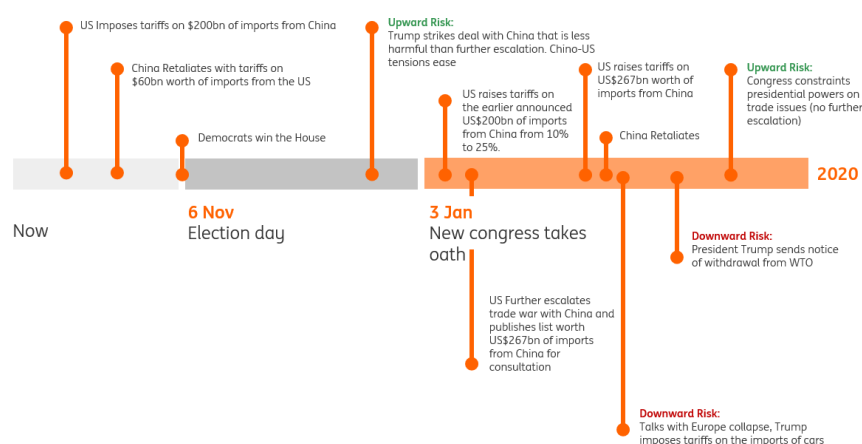 US Imposes tariffs on $200bn of imports from China
China Retaliates with tariffs on
$60bn worth of imports from the US
Democrats win the House
Upward Risk:
Trump strikes deal with China that is less
harmful than further escalation. Chino-US
tensions ease
US raises tariffs on
the earlier announced
US$200bn of imports
from China from 10%
to 25%.
US raises tariffs on
US$267bn worth of
imports from China
China Retaliates
Upward Risk:
Congress constraints
presidential powers on
trade issues (no further
escalation)
2020
Now
6 Nov
Election day
3 Jan
New congress takes
oath
US Further escalates
trade war with China and
publishes list worth
US$267bn of imports
from China for
consultation
Downward Risk:
President Trump sends notice
of withdrawal from WTO
Downward Risk:
Talks with Europe collapse, Trump
imposes tariffs on the imports of cars